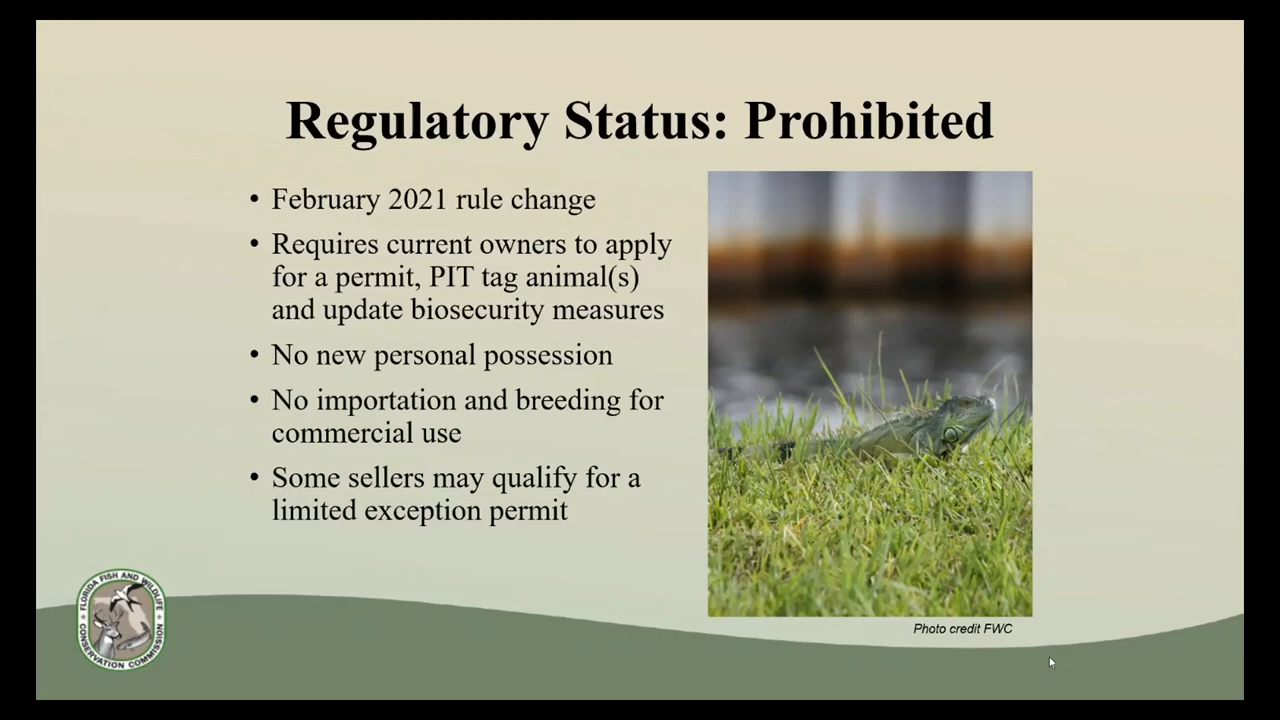 Regulatory Status: Prohibited
• February 2021 rule change
• Requires current owners to apply
for a permit, PIT tag animal(s)
and update biosecurity measures
• No new personal possession
• No importation and breeding for
commercial use
• Some sellers may qualify for a
limited exception permit
Photo credit FWC
FLORIDA FISH AND WILDLIFE
CONSERVATION COMMISSION